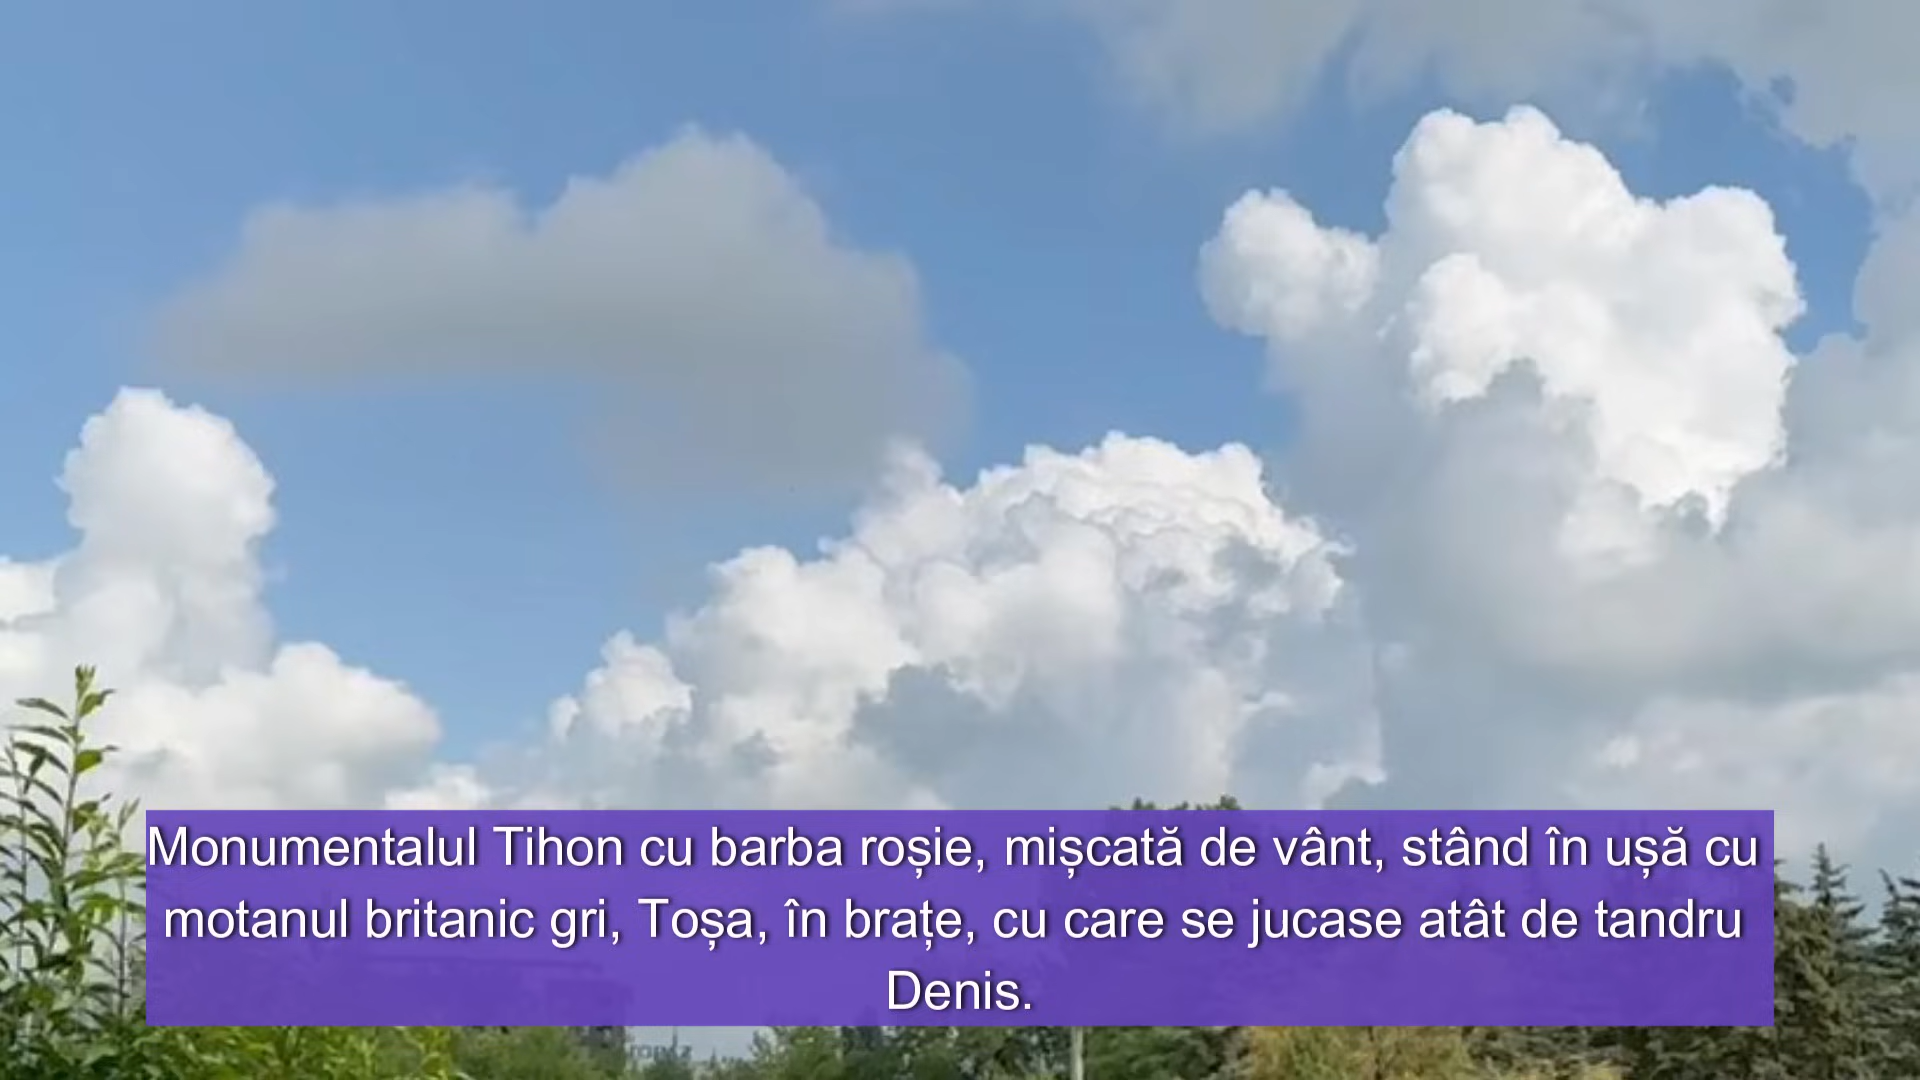 Monumentalul Tihon cu barba roșie, mișcată de vânt, stând în ușă cu
motanul britanic gri, Toșa, în brațe, cu care se jucase atât de tandru
Denis.